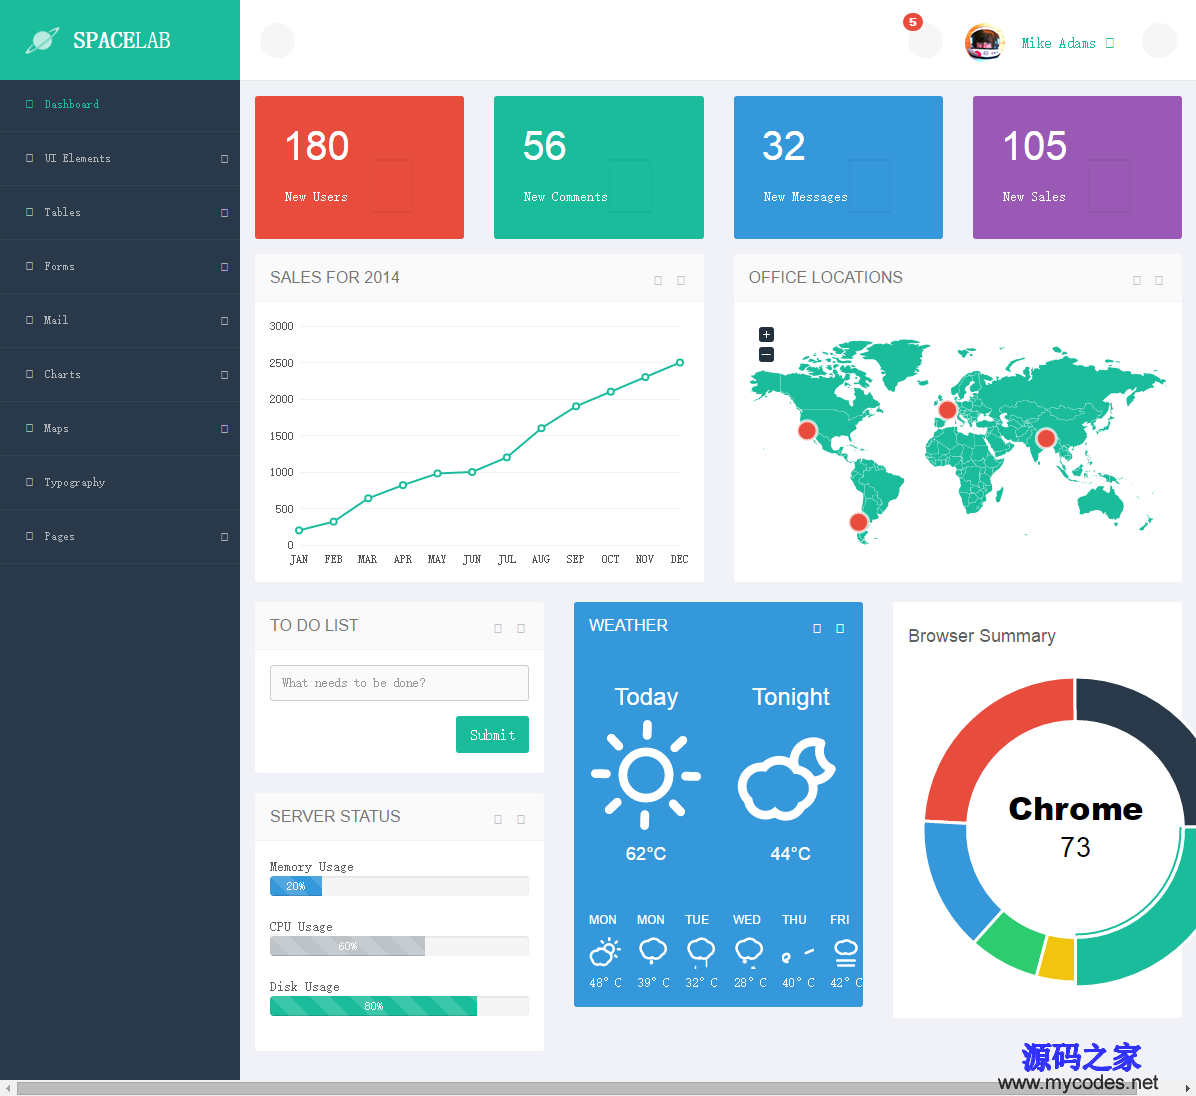 SPACELAB
5
Mike Adams
Dashboard
UI Elements
Tables
Forms
Mail
Charts
Maps
Typography
Pages
180
New Users
56
New Comments
32
New Messages
105
New Sales
SALES FOR 2014
3000
2500
2000
1500
1000
500
0
JAN FEB MAR APR MAY JUN JUL AUG SEP OCT NOV DEC
OFFICE LOCATIONS
+
−
TO DO LIST
What needs to be done?
Submit
SERVER STATUS
Memory Usage
20%
CPU Usage
60%
Disk Usage
80%
WEATHER
Today Tonight
62°C 44°C
MON MON TUE WED THU FRI
48° C 39° C 32° C 28° C 40° C 42° C
Browser Summary
Chrome
73
源码之家
www.mycodes.net